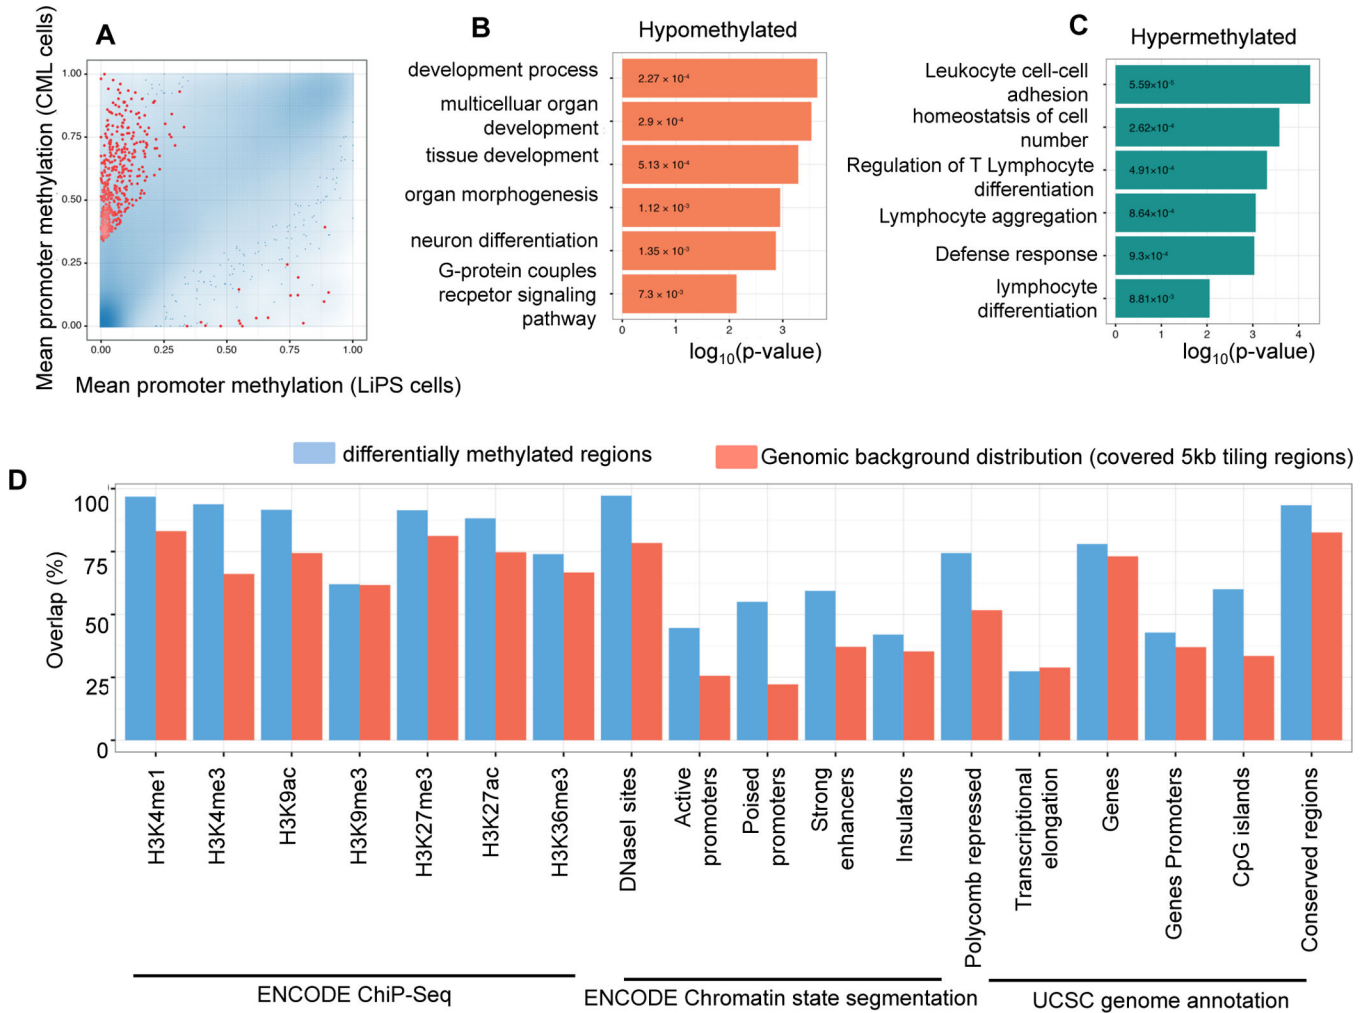 A
Mean promoter methylation (CML cells)
1.00
0.75
0.50
0.25
0.00
0.00
0.25
0.50
0.75
1.00
Mean promoter methylation (LiPS cells)
B
Hypomethylated
development process
multicelluar organ
development
tissue development
organ morphogenesis
neuron differentiation
G-protein couples
recpetor signaling
pathway
2.27 × 10-4
2.9 × 10-4
5.13 × 10-4
1.12 × 10-3
1.35 × 10-3
7.3 × 10-3
0 1 2 3
log10(p-value)
C
Hypermethylated
Leukocyte cell-cell
adhesion
homeostatsis of cell
number
Regulation of T Lymphocyte
differentiation
Lymphocyte aggregation
Defense response
lymphocyte
differentiation
5.59×10-5
2.62×10-4
4.91×10-4
8.64×10-4
9.3×10-4
8.81×10-3
0 1 2 3 4
log10(p-value)
D
differentially methylated regions
Genomic background distribution (covered 5kb tiling regions)
Overlap (%)
100
75
50
25
0
H3K4me1
H3K4me3
H3K9ac
H3K9me3
H3K27me3
H3K27ac
H3K36me3
DNaseI sites
Active
promoters
Poised
promoters
Strong
enhancers
Insulators
Polycomb repressed
Transcriptional
elongation
Genes
Genes Promoters
CpG islands
Conserved regions
ENCODE ChiP-Seq
ENCODE Chromatin state segmentation
UCSC genome annotation